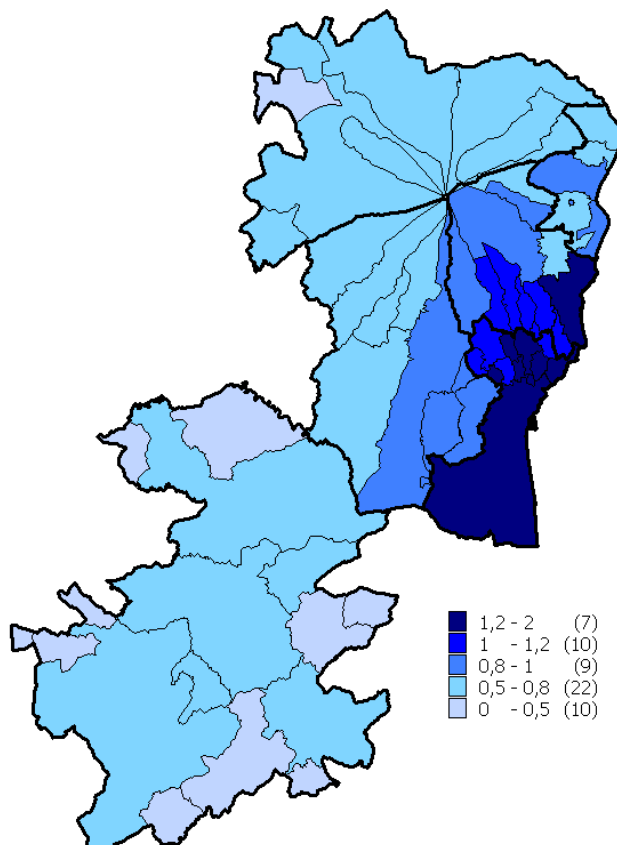 1,2 - 2 (7)
1 - 1,2 (10)
0,8 - 1 (9)
0,5 - 0,8 (22)
0 - 0,5 (10)